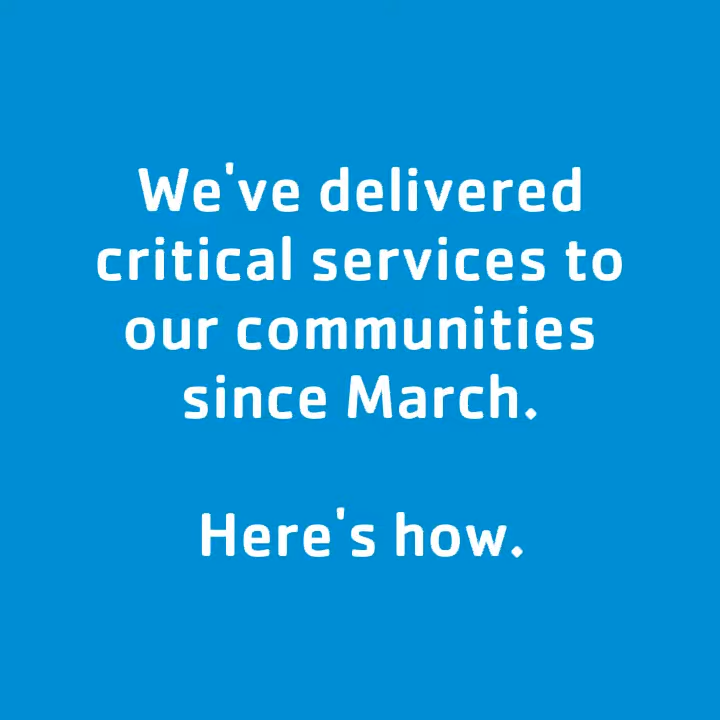 We've delivered
critical services to
our communities
since March.
Here's how.